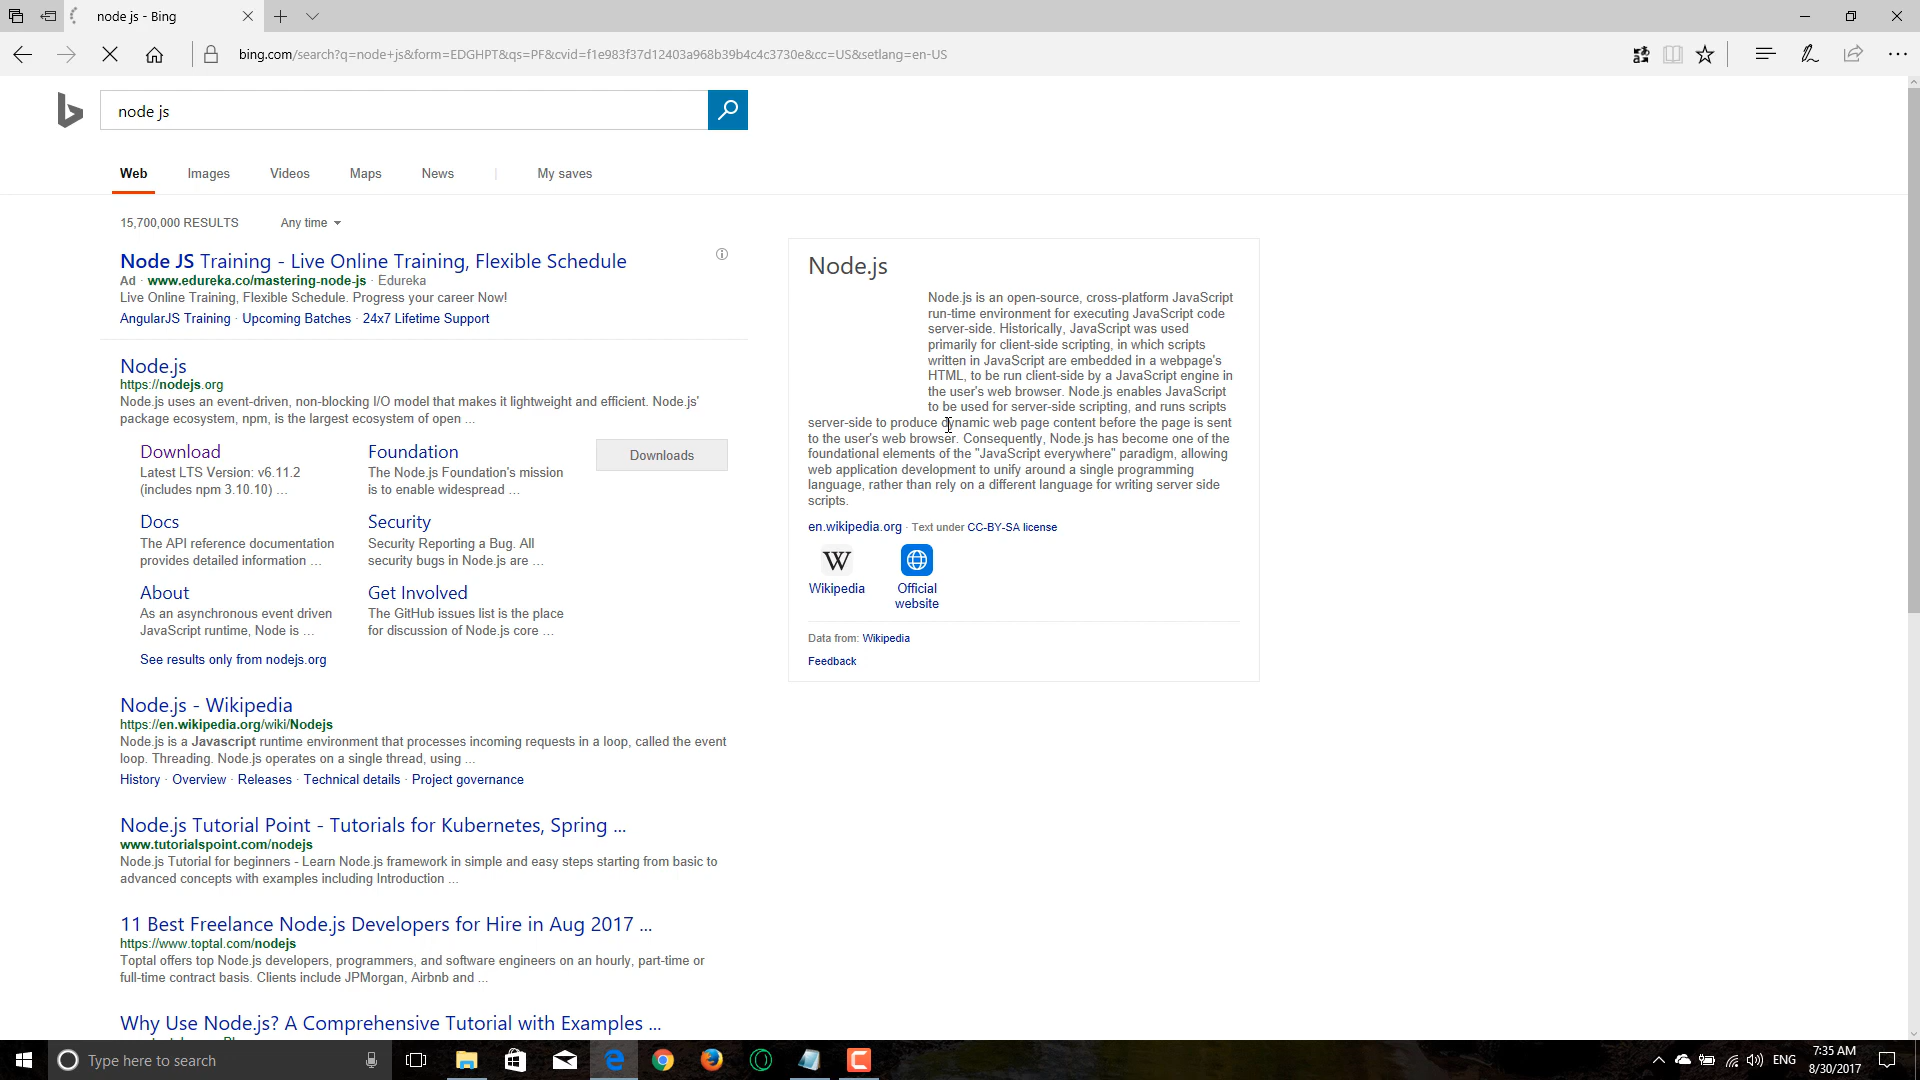 node js - Bing
bing.com/search?q=node+js&form=EDGHPT&qs=PF&cvid=f1e983f37d12403a968b39b4c4c3730e&cc=US&setlang=en-US
node js
Web Images Videos Maps News | My saves
15,700,000 RESULTS Any time
Node JS Training - Live Online Training, Flexible Schedule
Ad · www.edureka.co/mastering-node-js · Edureka
Live Online Training, Flexible Schedule. Progress your career Now!
AngularJS Training · Upcoming Batches · 24x7 Lifetime Support
Node.js
https://nodejs.org
Node.js uses an event-driven, non-blocking I/O model that makes it lightweight and efficient. Node.js'
package ecosystem, npm, is the largest ecosystem of open ...
Download
Latest LTS Version: v6.11.2
(includes npm 3.10.10) ...
Foundation
The Node.js Foundation's mission
is to enable widespread ...
Downloads
Docs
The API reference documentation
provides detailed information ...
Security
Security Reporting a Bug. All
security bugs in Node.js are ...
About
As an asynchronous event driven
JavaScript runtime, Node is ...
Get Involved
The GitHub issues list is the place
for discussion of Node.js core ...
See results only from nodejs.org
Node.js - Wikipedia
https://en.wikipedia.org/wiki/Nodejs
Node.js is a Javascript runtime environment that processes incoming requests in a loop, called the event
loop. Threading. Node.js operates on a single thread, using ...
History · Overview · Releases · Technical details · Project governance
Node.js Tutorial Point - Tutorials for Kubernetes, Spring ...
www.tutorialspoint.com/nodejs
Node.js Tutorial for beginners - Learn Node.js framework in simple and easy steps starting from basic to
advanced concepts with examples including Introduction ...
11 Best Freelance Node.js Developers for Hire in Aug 2017 ...
https://www.toptal.com/nodejs
Toptal offers top Node.js developers, programmers, and software engineers on an hourly, part-time or
full-time contract basis. Clients include JPMorgan, Airbnb and ...
Why Use Node.js? A Comprehensive Tutorial with Examples ...
Node.js
Node.js is an open-source, cross-platform JavaScript
run-time environment for executing JavaScript code
server-side. Historically, JavaScript was used
primarily for client-side scripting, in which scripts
written in JavaScript are embedded in a webpage's
HTML, to be run client-side by a JavaScript engine in
the user's web browser. Node.js enables JavaScript
to be used for server-side scripting, and runs scripts
server-side to produce dynamic web page content before the page is sent
to the user's web browser. Consequently, Node.js has become one of the
foundational elements of the "JavaScript everywhere" paradigm, allowing
web application development to unify around a single programming
language, rather than rely on a different language for writing server side
scripts.
en.wikipedia.org · Text under CC-BY-SA license
W
Wikipedia
Official
website
Data from: Wikipedia
Feedback
Type here to search
ENG
7:35 AM
8/30/2017